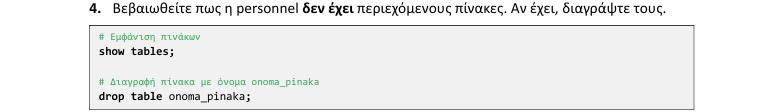 4. Βεβαιωθείτε πως η personnel δεν έχει περιεχόμενους πίνακες. Αν έχει, διαγράψτε τους.
# Εμφάνιση πινάκων
show tables;
# Διαγραφή πίνακα με όνομα onoma_pinaka
drop table onoma_pinaka;